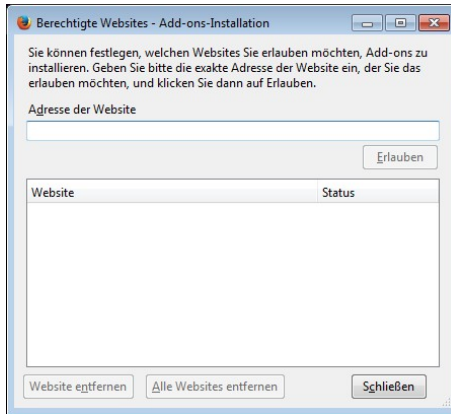 Berechtigte Websites - Add-ons-Installation
Sie können festlegen, welchen Websites Sie erlauben möchten, Add-ons zu
installieren. Geben Sie bitte die exakte Adresse der Website ein, der Sie das
erlauben möchten, und klicken Sie dann auf Erlauben.
Adresse der Website
Erlauben
Website Status
Website entfernen Alle Websites entfernen Schließen